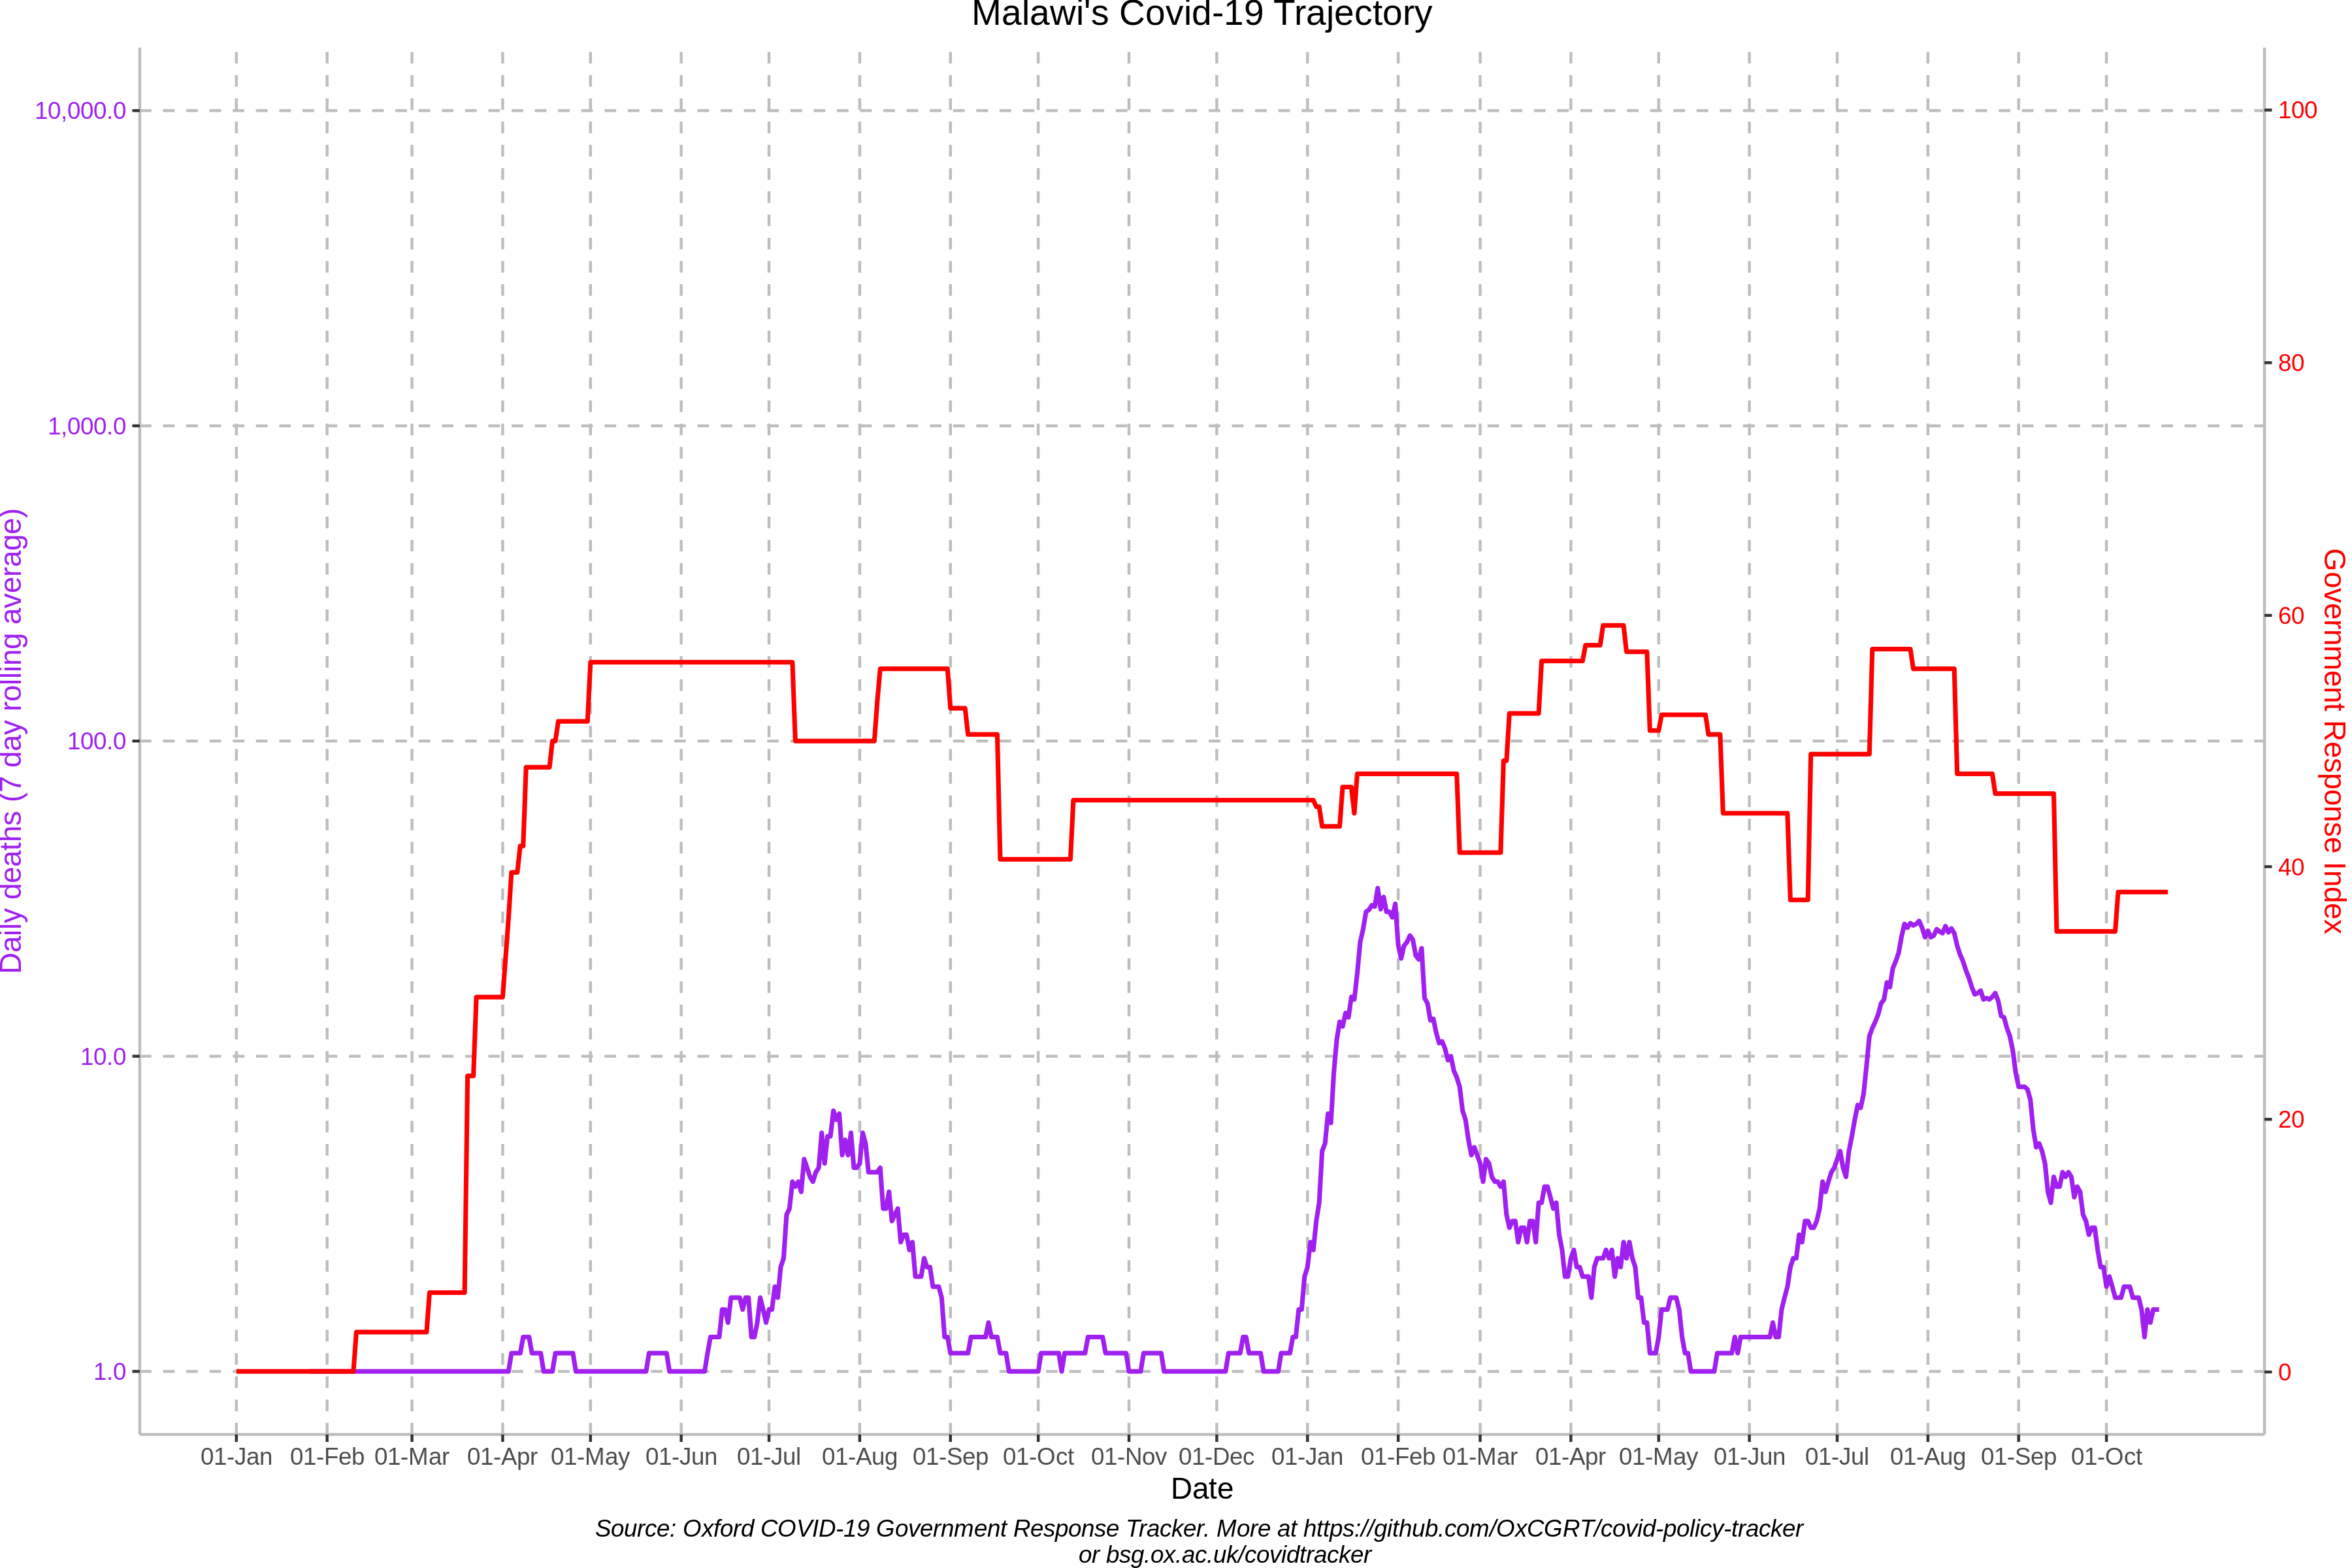 Malawi's Covid-19 Trajectory
Daily deaths (7 day rolling average)
10,000.0
1,000.0
100.0
10.0
1.0
100
80
60
40
20
0
Government Response Index
01-Jan 01-Feb 01-Mar 01-Apr 01-May 01-Jun 01-Jul 01-Aug 01-Sep 01-Oct 01-Nov 01-Dec 01-Jan 01-Feb 01-Mar 01-Apr 01-May 01-Jun 01-Jul 01-Aug 01-Sep 01-Oct
Date
Source: Oxford COVID-19 Government Response Tracker. More at https://github.com/OxCGRT/covid-policy-tracker
or bsg.ox.ac.uk/covidtracker